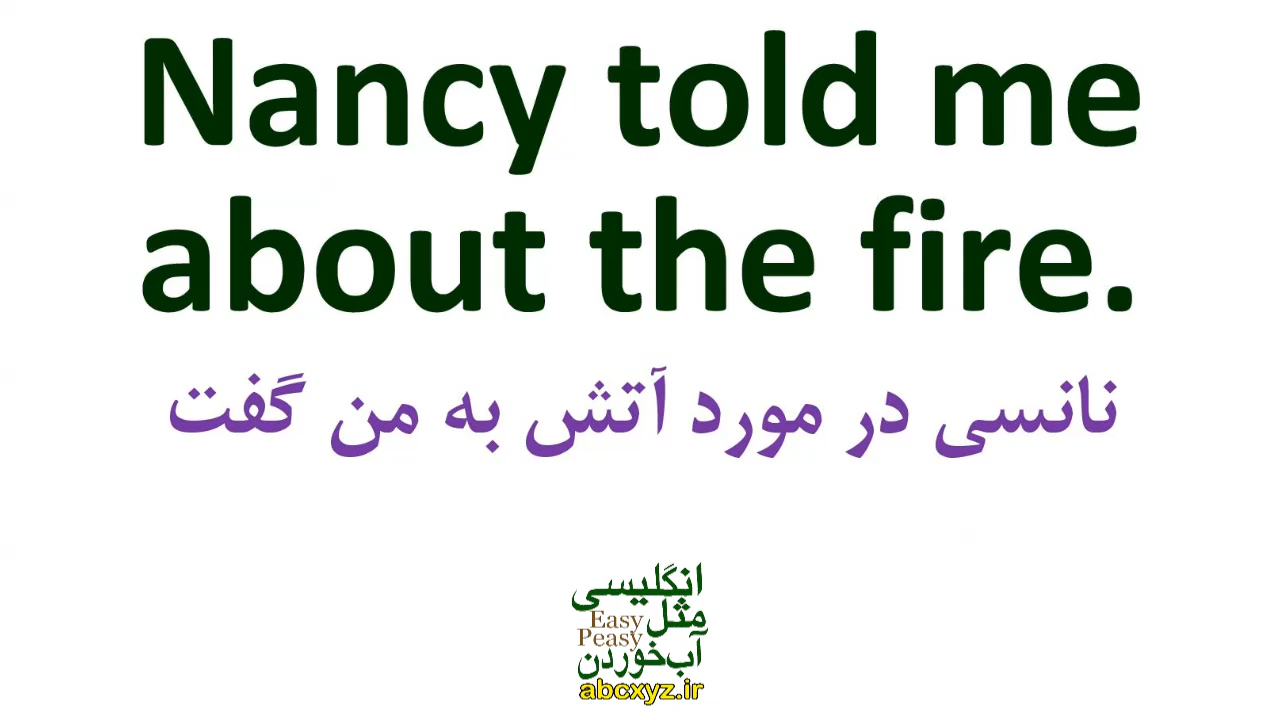 Nancy told me
about the fire.
نانسی در مورد آتش به من گفت
انگلیسی
مثل
Easy
Peasy
آب‌خوردن
abcxyz.ir